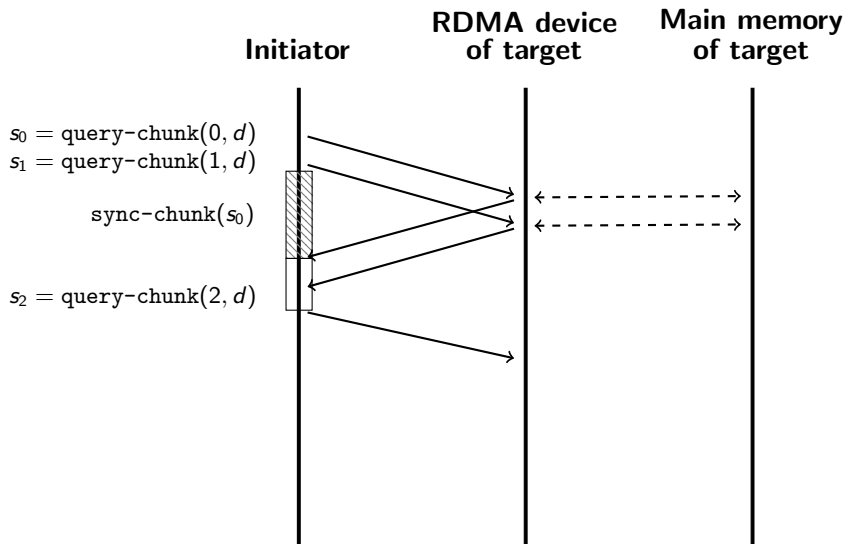 Initiator
RDMA device
of target
Main memory
of target
s₀ = query-chunk(0, d)
s₁ = query-chunk(1, d)
sync-chunk(s₀)
s₂ = query-chunk(2, d)